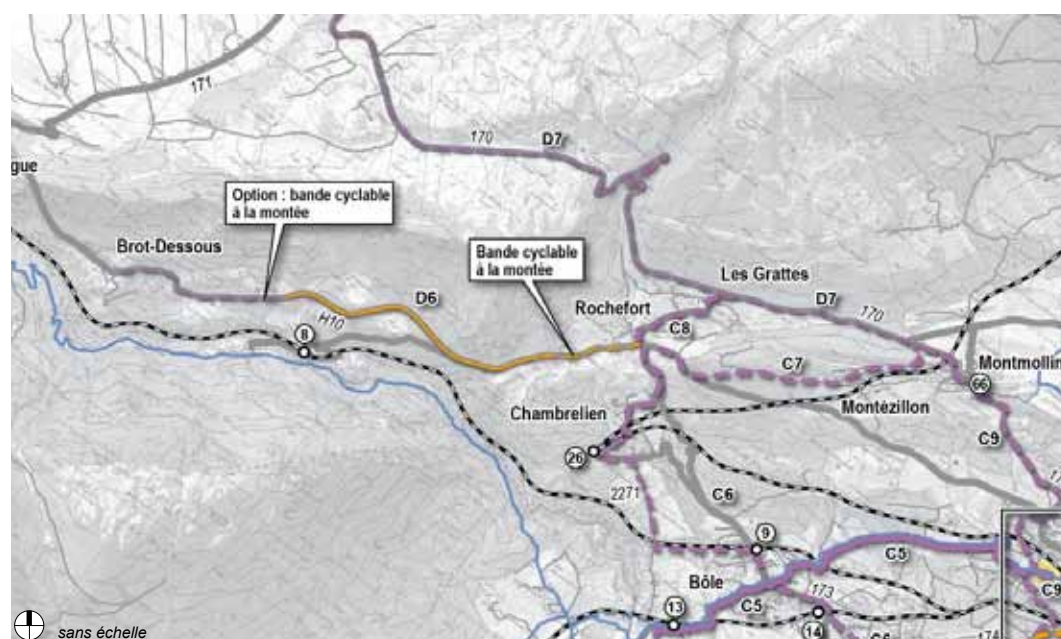 171
170
D7
gue
Option : bande cyclable
à la montée
Brot-Dessous
Bande cyclable
à la montée
Les Grattes
D6
Rochefort
D7
H10
C8
170
8
C7
Montmollin
66
Chambrelien
Montézillon
C9
26
2271
C6
9
C5
Bôle
C9
C5
173
13
14
sans échelle